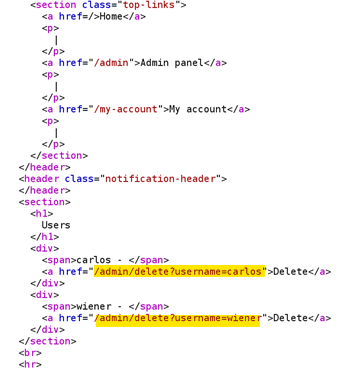 <section class="top-links">
<a href=/>Home</a>
<p>
|
</p>
<a href="/admin">Admin panel</a>
<p>
|
</p>
<a href="/my-account">My account</a>
<p>
|
</p>
</section>
</header>
<header class="notification-header">
</header>
<section>
<h1>
Users
</h1>
<div>
<span>carlos - </span>
<a href="/admin/delete?username=carlos">Delete</a>
</div>
<div>
<span>wiener - </span>
<a href="/admin/delete?username=wiener">Delete</a>
</div>
</section>
<br>
<hr>